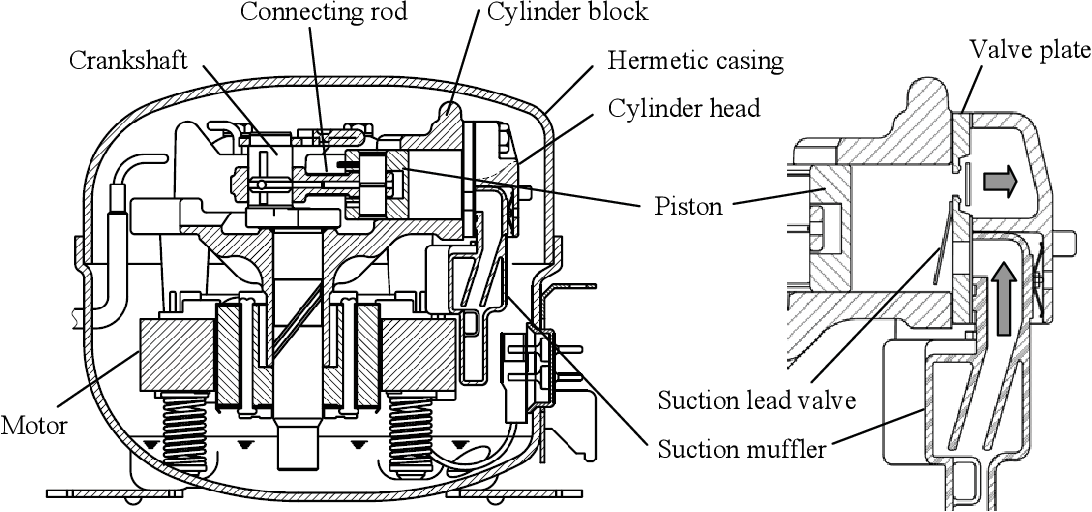 Connecting rod
Cylinder block
Crankshaft
Hermetic casing
Valve plate
Cylinder head
Piston
Suction lead valve
Motor
Suction muffler